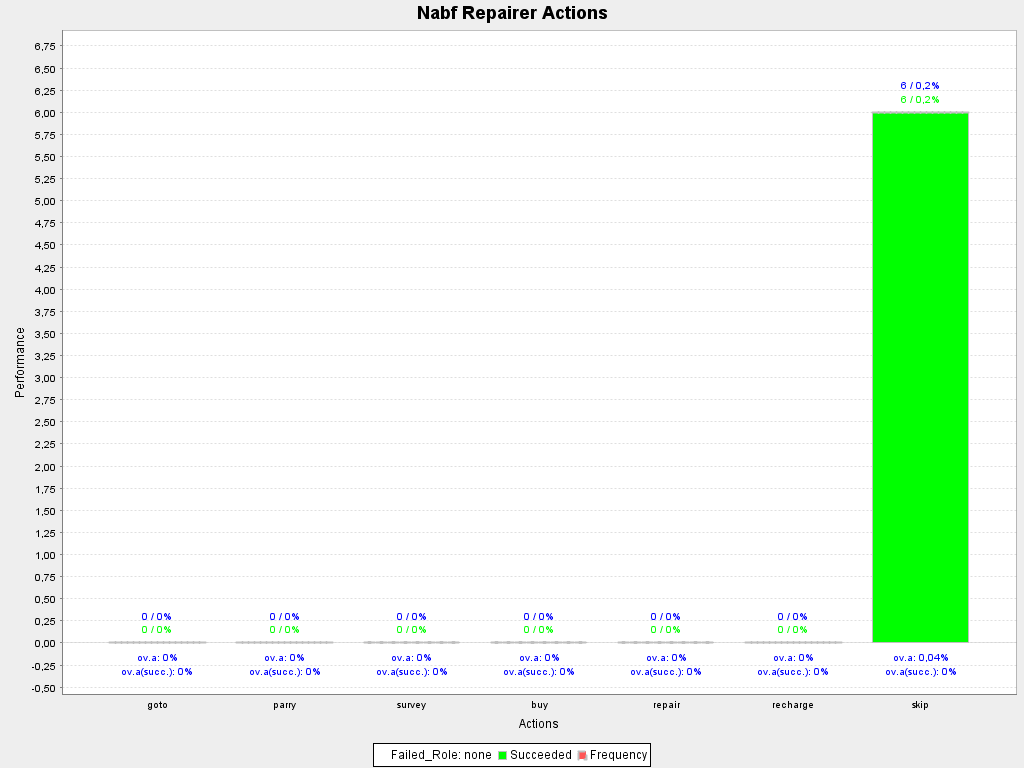 Nabf Repairer Actions
6,75
6,50
6,25
6,00
5,75
5,50
5,25
5,00
4,75
4,50
4,25
4,00
3,75
3,50
3,25
3,00
2,75
2,50
2,25
2,00
1,75
1,50
1,25
1,00
0,75
0,50
0,25
0,00
-0,25
-0,50
Performance
6 / 0,2%
6 / 0,2%
0 / 0% 0 / 0% 0 / 0% 0 / 0% 0 / 0% 0 / 0%
0 / 0% 0 / 0% 0 / 0% 0 / 0% 0 / 0% 0 / 0%
ov.a: 0% ov.a: 0% ov.a: 0% ov.a: 0% ov.a: 0% ov.a: 0% ov.a: 0,04%
ov.a(succ.): 0% ov.a(succ.): 0% ov.a(succ.): 0% ov.a(succ.): 0% ov.a(succ.): 0% ov.a(succ.): 0% ov.a(succ.): 0%
goto parry survey buy repair recharge skip
Actions
Failed_Role: none Succeeded Frequency